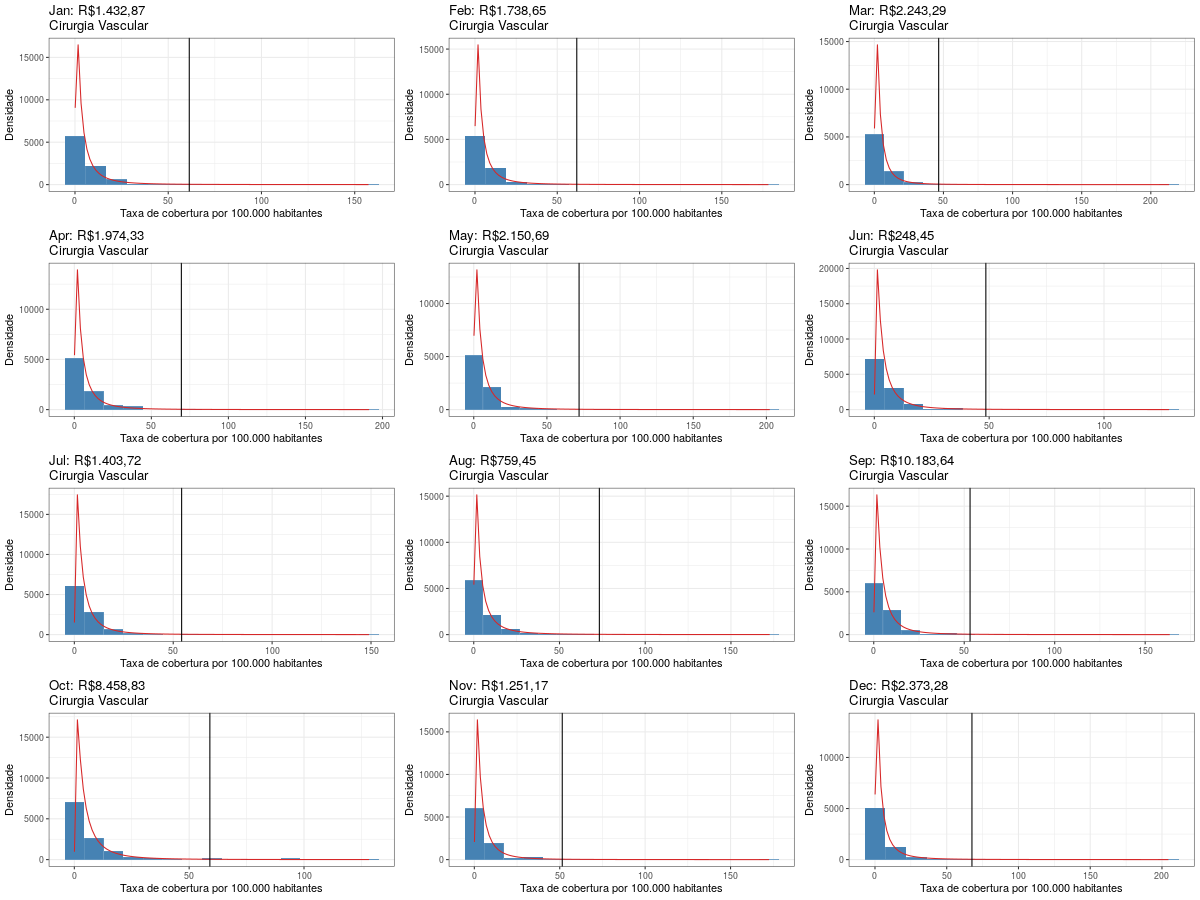 Jan: R$1.432,87
Cirurgia Vascular
Densidade
15000
10000
5000
0
0
50
100
150
Taxa de cobertura por 100.000 habitantes
Feb: R$1.738,65
Cirurgia Vascular
Densidade
15000
10000
5000
0
0
50
100
150
Taxa de cobertura por 100.000 habitantes
Mar: R$2.243,29
Cirurgia Vascular
Densidade
15000
10000
5000
0
0
50
100
150
200
Taxa de cobertura por 100.000 habitantes
Apr: R$1.974,33
Cirurgia Vascular
Densidade
10000
5000
0
0
50
100
150
200
Taxa de cobertura por 100.000 habitantes
May: R$2.150,69
Cirurgia Vascular
Densidade
10000
5000
0
0
50
100
150
200
Taxa de cobertura por 100.000 habitantes
Jun: R$248,45
Cirurgia Vascular
Densidade
20000
15000
10000
5000
0
0
50
100
Taxa de cobertura por 100.000 habitantes
Jul: R$1.403,72
Cirurgia Vascular
Densidade
15000
10000
5000
0
0
50
100
150
Taxa de cobertura por 100.000 habitantes
Aug: R$759,45
Cirurgia Vascular
Densidade
15000
10000
5000
0
0
50
100
150
Taxa de cobertura por 100.000 habitantes
Sep: R$10.183,64
Cirurgia Vascular
Densidade
15000
10000
5000
0
0
50
100
150
Taxa de cobertura por 100.000 habitantes
Oct: R$8.458,83
Cirurgia Vascular
Densidade
15000
10000
5000
0
0
50
100
Taxa de cobertura por 100.000 habitantes
Nov: R$1.251,17
Cirurgia Vascular
Densidade
15000
10000
5000
0
0
50
100
150
Taxa de cobertura por 100.000 habitantes
Dec: R$2.373,28
Cirurgia Vascular
Densidade
10000
5000
0
0
50
100
150
200
Taxa de cobertura por 100.000 habitantes